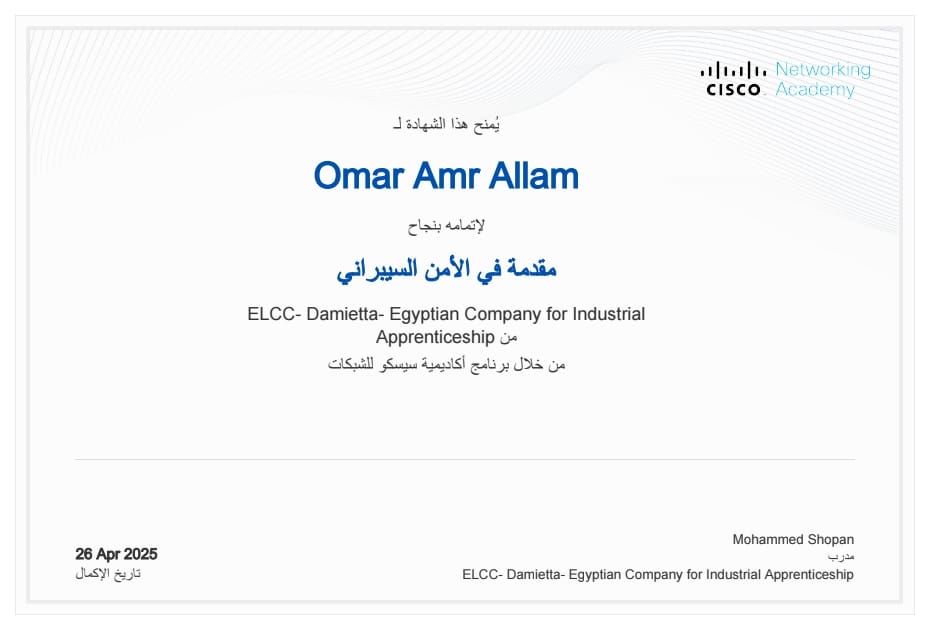 CISCO Networking
Academy
يُمنح هذا الشهادة لـ
Omar Amr Allam
لإتمامه بنجاح
مقدمة في الأمن السيبراني
ELCC- Damietta- Egyptian Company for Industrial
Apprenticeship من
من خلال برنامج أكاديمية سيسكو للشبكات
26 Apr 2025
تاريخ الإكمال
Mohammed Shopan
مدرب
ELCC- Damietta- Egyptian Company for Industrial Apprenticeship